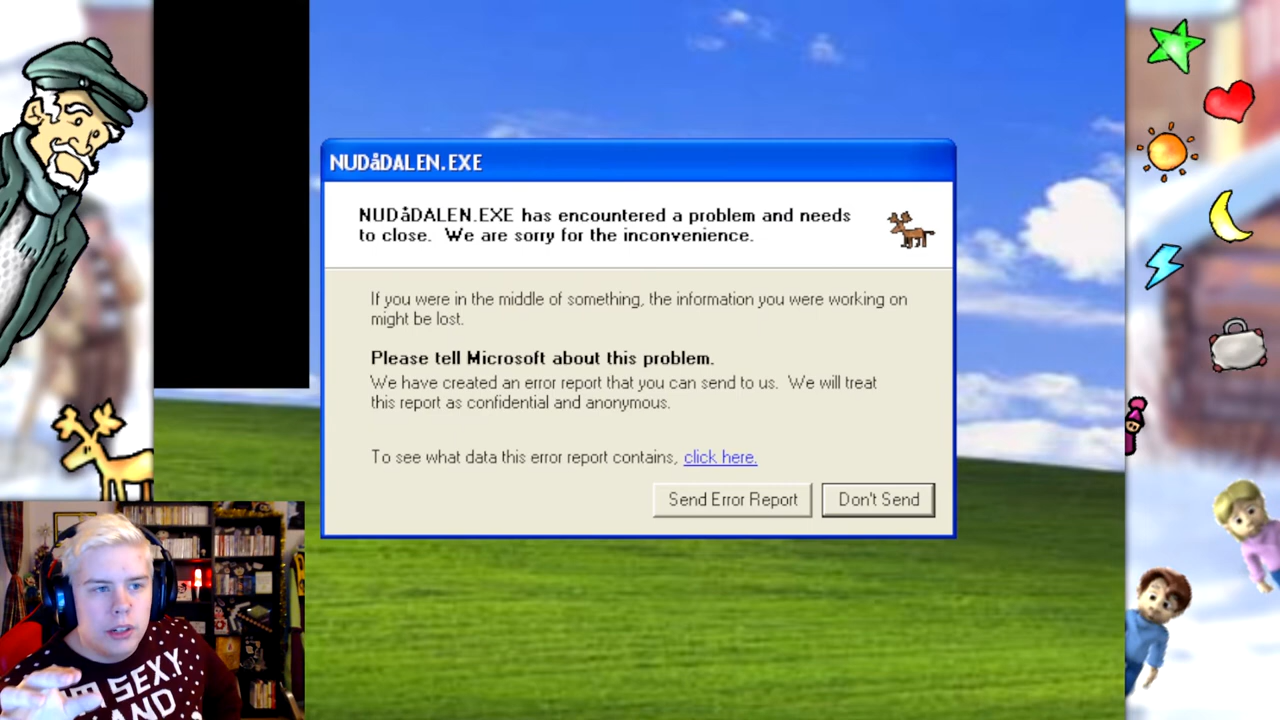 NUDåDALEN.EXE
NUDåDALEN.EXE has encountered a problem and needs
to close. We are sorry for the inconvenience.
If you were in the middle of something, the information you were working on
might be lost.
Please tell Microsoft about this problem.
We have created an error report that you can send to us. We will treat
this report as confidential and anonymous.
To see what data this error report contains, click here.
Send Error Report
Don't Send
I'M SEXY
AND